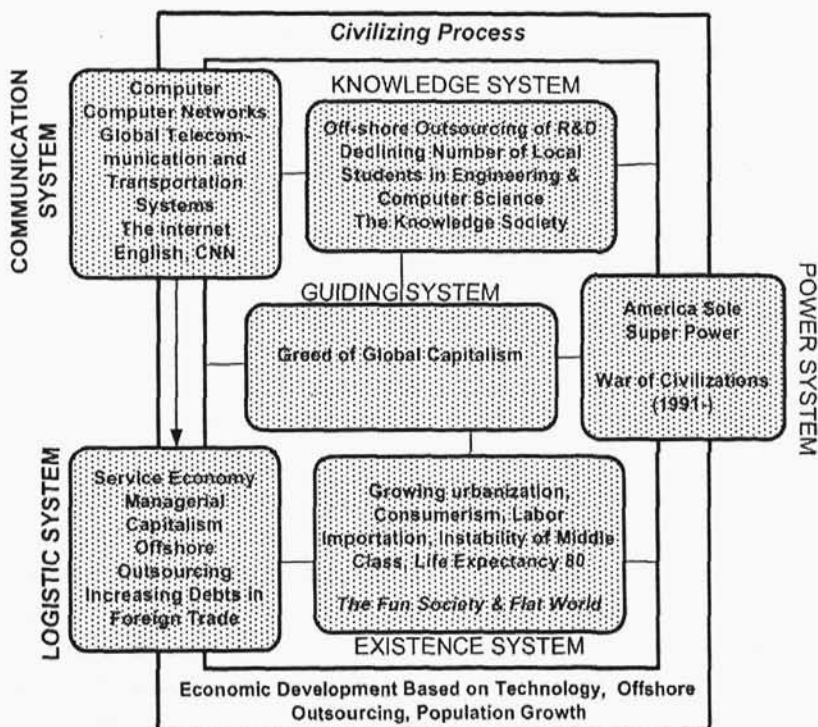 Civilizing Process
COMMUNICATION
SYSTEM
Computer
Computer Networks
Global Telecom-
munication and
Transportation
Systems
The internet
English, CNN
KNOWLEDGE SYSTEM
Off-shore Outsourcing of R&D
Declining Number of Local
Students in Engineering &
Computer Science
The Knowledge Society
GUIDING SYSTEM
Greed of Global Capitalism
POWER SYSTEM
America Sole
Super Power
War of Civilizations
(1991-)
LOGISTIC SYSTEM
Service Economy
Managerial
Capitalism
Offshore
Outsourcing
Increasing Debts in
Foreign Trade
Growing urbanization,
Consumerism, Labor
Importation, Instability of Middle
Class, Life Expectancy 80
The Fun Society & Flat World
EXISTENCE SYSTEM
Economic Development Based on Technology, Offshore
Outsourcing, Population Growth